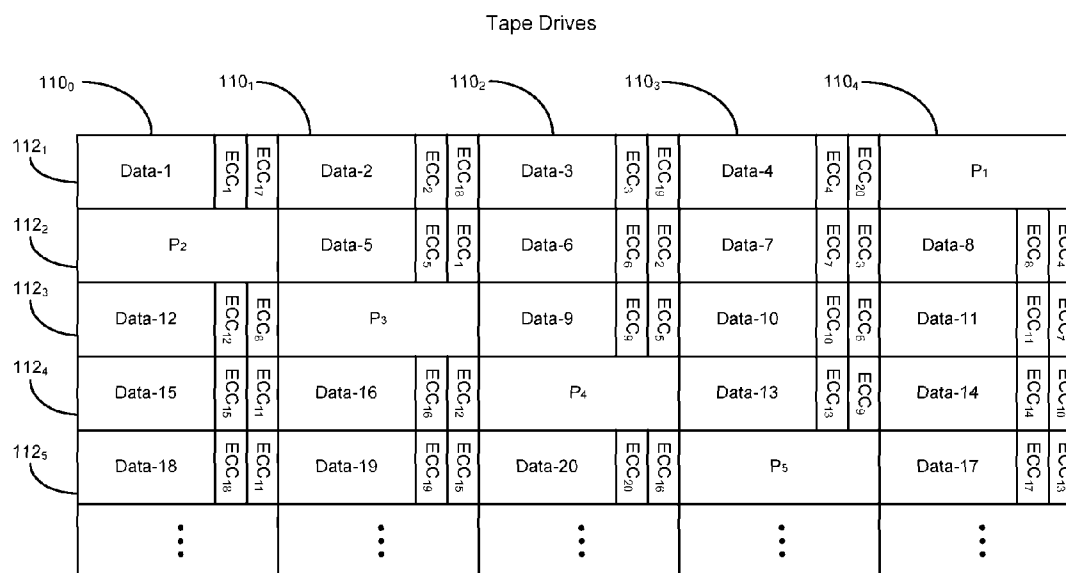 Tape Drives
110₀ 110₁ 110₂ 110₃ 110₄
112₁ Data-1 ECC₁ ECC₁₇ Data-2 ECC₂ ECC₁₈ Data-3 ECC₃ ECC₁₉ Data-4 ECC₄ ECC₂₀ P₁
112₂ P₂ Data-5 ECC₅ ECC₁ Data-6 ECC₆ ECC₂ Data-7 ECC₇ ECC₃ Data-8 ECC₈ ECC₄
112₃ Data-12 ECC₁₂ ECC₈ P₃ Data-9 ECC₉ ECC₅ Data-10 ECC₁₀ ECC₆ Data-11 ECC₁₁ ECC₇
112₄ Data-15 ECC₁₅ ECC₁₁ Data-16 ECC₁₆ ECC₁₂ P₄ Data-13 ECC₁₃ ECC₉ Data-14 ECC₁₄ ECC₁₀
112₅ Data-18 ECC₁₈ ECC₁₁ Data-19 ECC₁₉ ECC₁₅ Data-20 ECC₂₀ ECC₁₆ P₅ Data-17 ECC₁₇ ECC₁₃